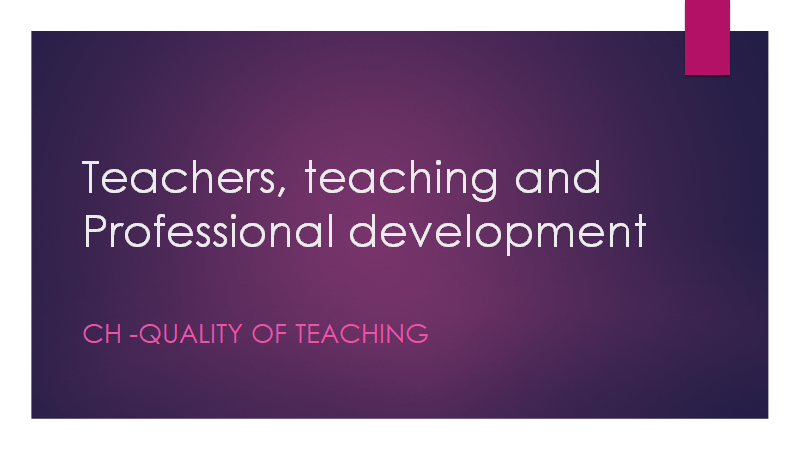 Teachers, teaching and
Professional development
CH -QUALITY OF TEACHING